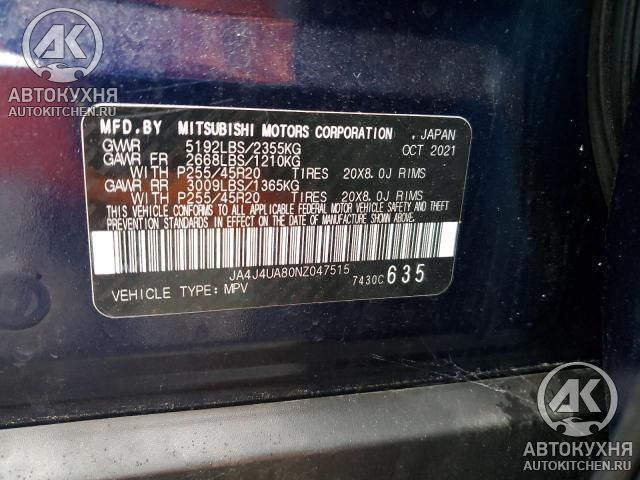 АК
АВТОКУХНЯ
AUTOKITCHEN.RU
MFD.BY MITSUBISHI MOTORS CORPORATION . JAPAN
GVWR 5192LBS/2355KG OCT 2021
GAWR FR 2668LBS/1210KG
WITH P255/45R20 TIRES 20X8.0J RIMS
GAWR RR 3009LBS/1365KG
WITH P255/45R20 TIRES 20X8.0J RIMS
THIS VEHICLE CONFORMS TO ALL APPLICABLE FEDERAL MOTOR VEHICLE SAFETY AND THEFT
PREVENTION STANDARDS IN EFFECT ON THE DATE OF MANUFACTURE SHOWN ABOVE.
JA4J4UA80NZ047515
7430C 635
VEHICLE TYPE: MPV
АК
АВТОКУХНЯ
AUTOKITCHEN.RU